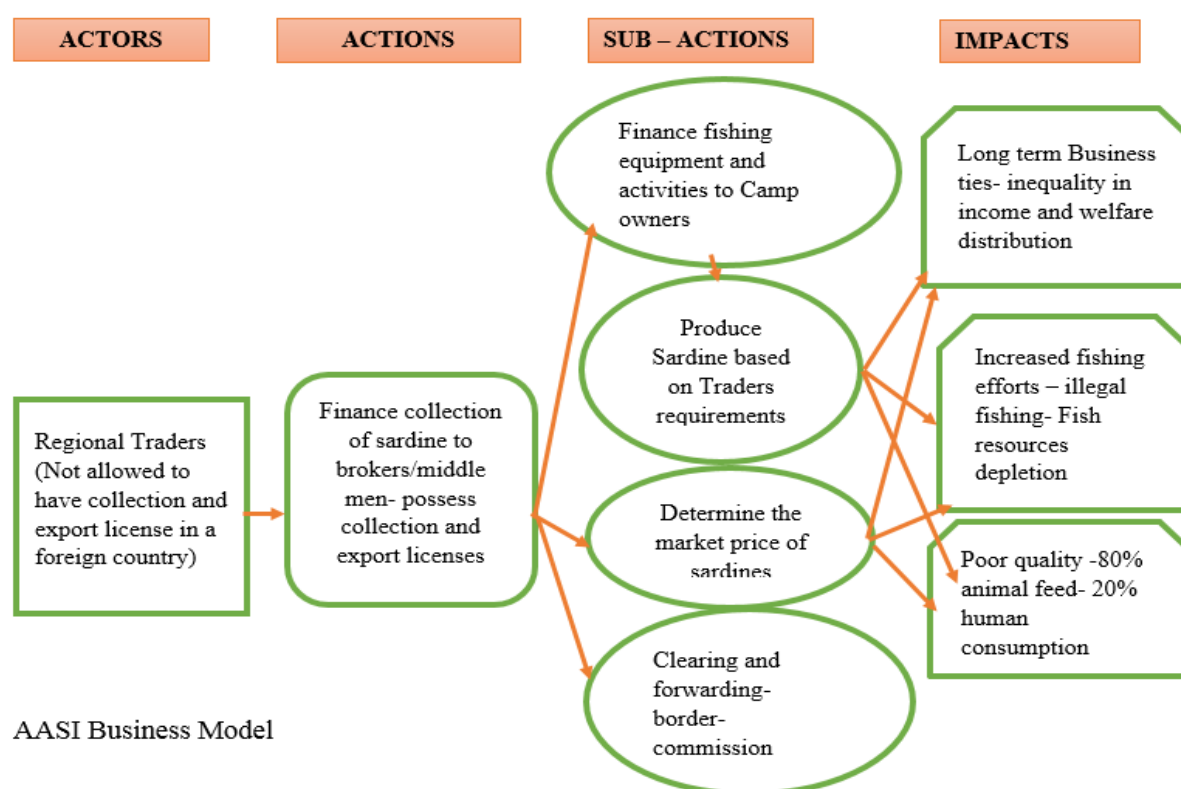 ACTORS
ACTIONS
SUB – ACTIONS
IMPACTS
Regional Traders
(Not allowed to
have collection and
export license in a
foreign country)
Finance collection
of sardine to
brokers/middle
men- possess
collection and
export licenses
Finance fishing
equipment and
activities to Camp
owners
Produce
Sardine based
on Traders
requirements
Determine the
market price of
sardines
Clearing and
forwarding-
border-
commission
Long term Business
ties- inequality in
income and welfare
distribution
Increased fishing
efforts – illegal
fishing- Fish
resources
depletion
Poor quality -80%
animal feed- 20%
human
consumption
AASI Business Model